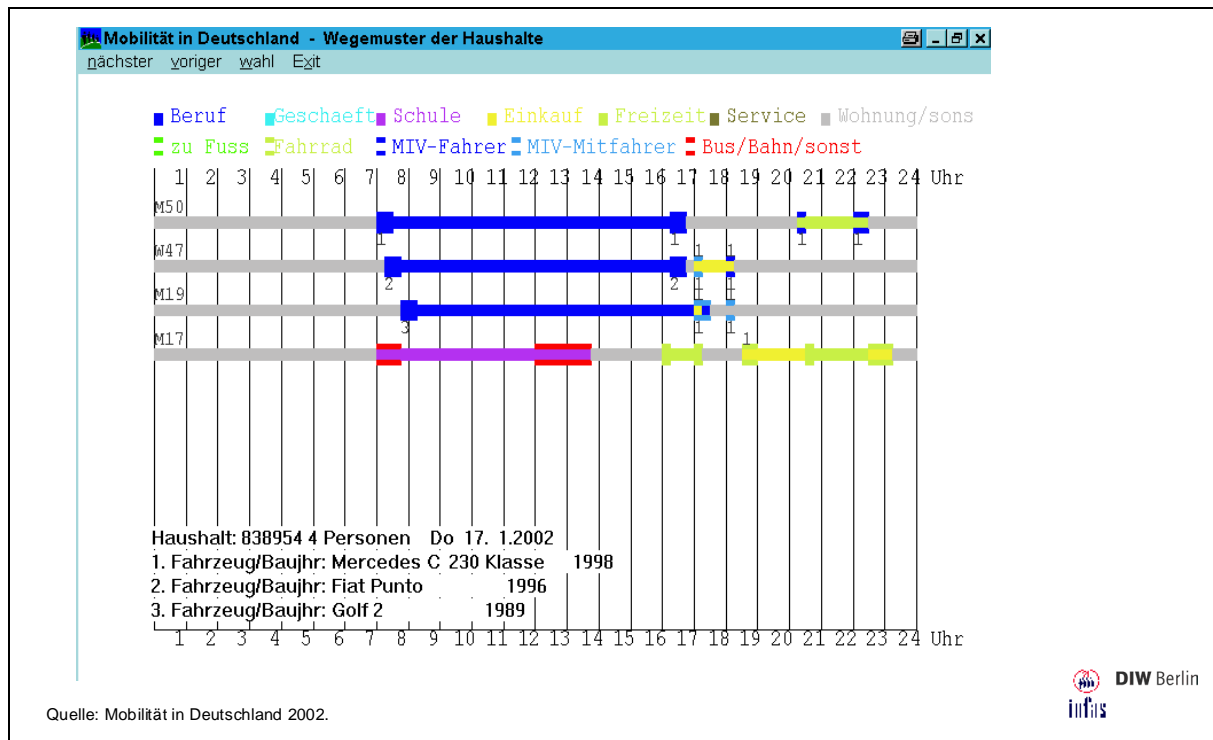 Mobilität in Deutschland - Wegemuster der Haushalte
nächster voriger wahl Exit
Beruf Geschaeft Schule Einkauf Freizeit Service Wohnung/sons
zu Fuss Fahrrad MIV-Fahrer MIV-Mitfahrer Bus/Bahn/sonst
1 2 3 4 5 6 7 8 9 10 11 12 13 14 15 16 17 18 19 20 21 22 23 24 Uhr
M50
1 1 1 1
W47
1 1
2 2 1 1
M19
3 1 1
M17
1
Haushalt: 838954 4 Personen Do 17. 1.2002
1. Fahrzeug/Baujhr: Mercedes C 230 Klasse 1998
2. Fahrzeug/Baujhr: Fiat Punto 1996
3. Fahrzeug/Baujhr: Golf 2 1989
1 2 3 4 5 6 7 8 9 10 11 12 13 14 15 16 17 18 19 20 21 22 23 24 Uhr
DIW Berlin
infas
Quelle: Mobilität in Deutschland 2002.